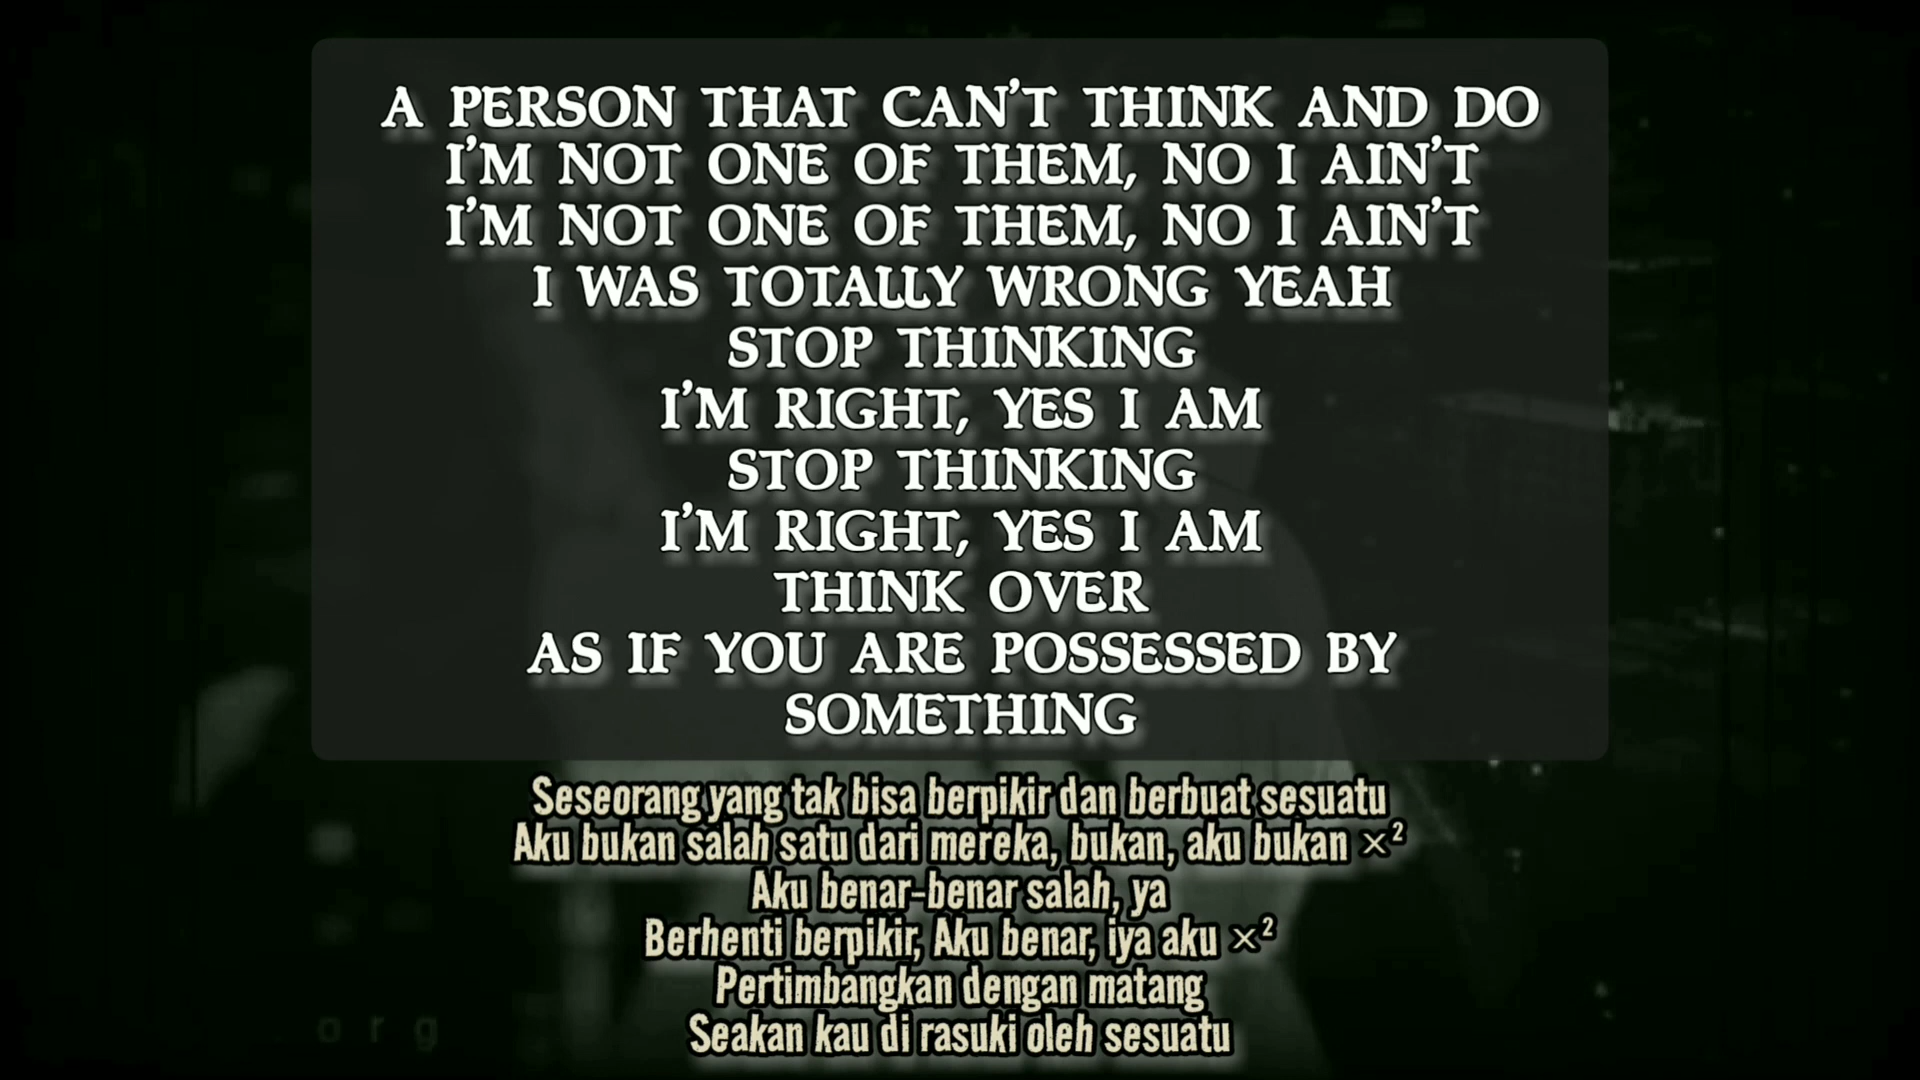 A PERSON THAT CAN'T THINK AND DO
I'M NOT ONE OF THEM, NO I AIN'T
I'M NOT ONE OF THEM, NO I AIN'T
I WAS TOTALLY WRONG YEAH
STOP THINKING
I'M RIGHT, YES I AM
STOP THINKING
I'M RIGHT, YES I AM
THINK OVER
AS IF YOU ARE POSSESSED BY
SOMETHING
Seseorang yang tak bisa berpikir dan berbuat sesuatu
Aku bukan salah satu dari mereka, bukan, aku bukan ×²
Aku benar-benar salah, ya
Berhenti berpikir, Aku benar, iya aku ×²
Pertimbangkan dengan matang
Seakan kau di rasuki oleh sesuatu
org